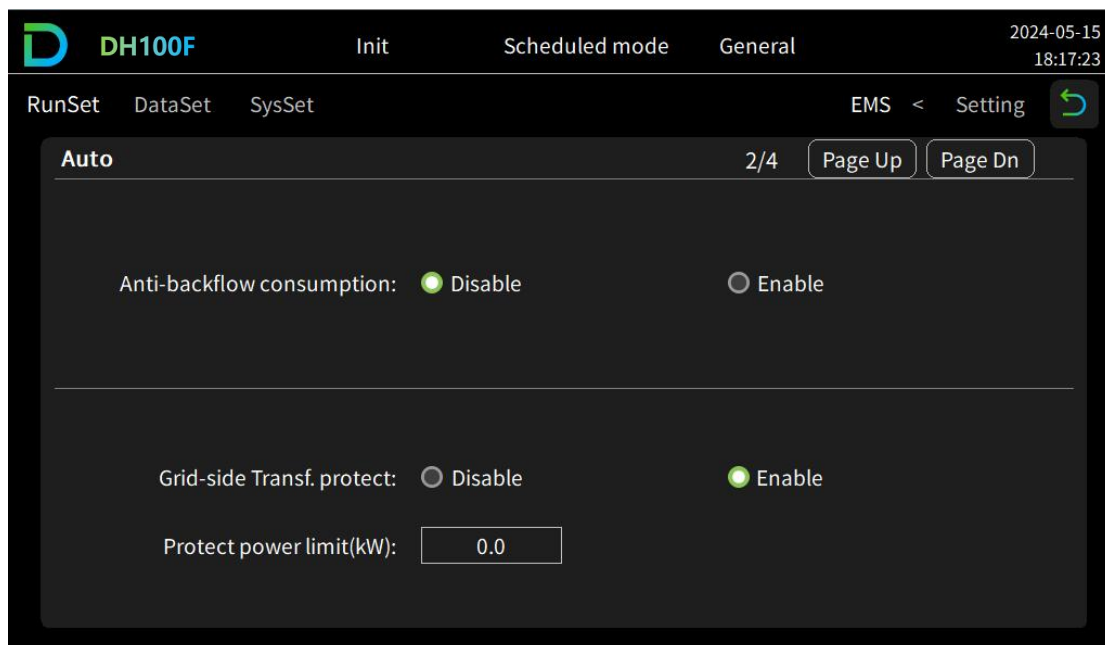 DH100F Init Scheduled mode General 2024-05-15
18:17:23
RunSet DataSet SysSet EMS < Setting
Auto 2/4 Page Up Page Dn
Anti-backflow consumption: Disable Enable
Grid-side Transf. protect: Disable Enable
Protect power limit(kW): 0.0